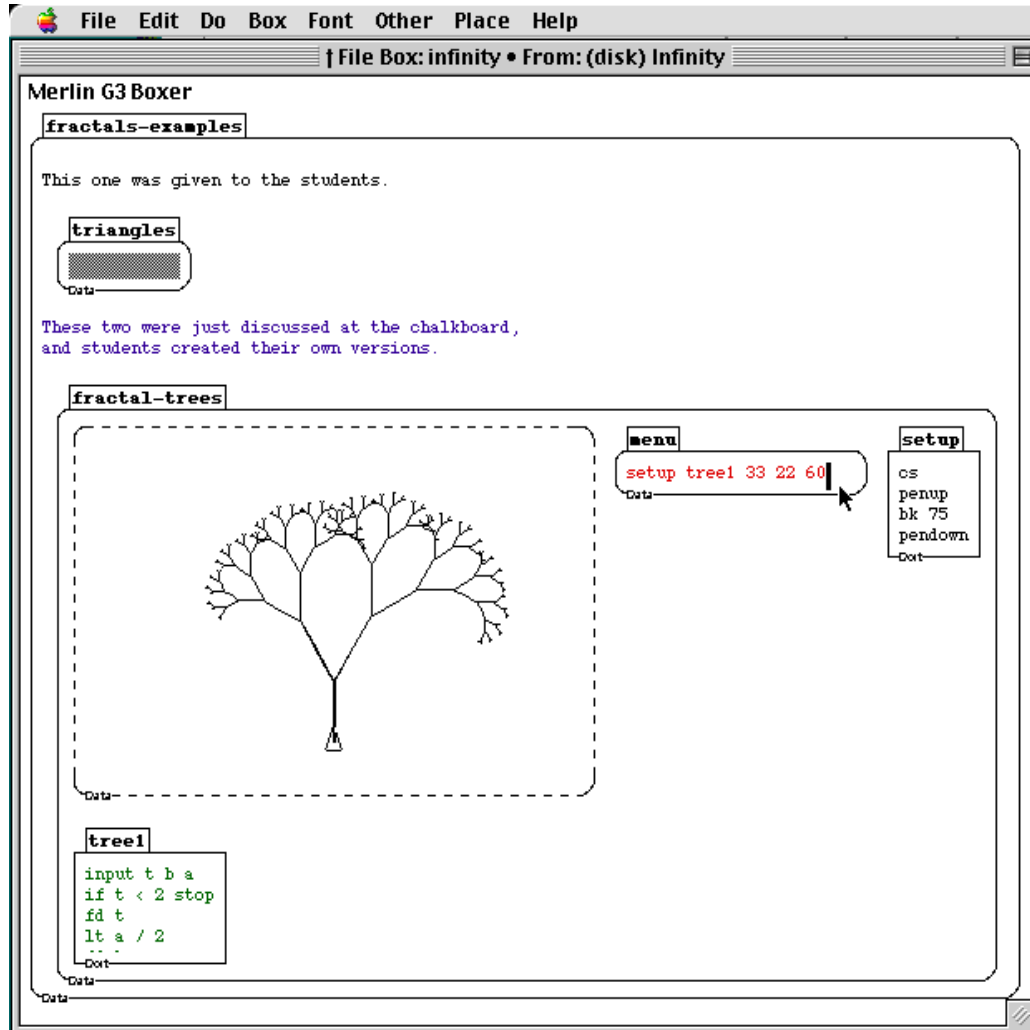 File Edit Do Box Font Other Place Help
† File Box: infinity • From: (disk) Infinity
Merlin G3 Boxer
fractals-examples
This one was given to the students.
triangles
Data
These two were just discussed at the chalkboard,
and students created their own versions.
fractal-trees
Data
menu
setup tree1 33 22 60
Data
setup
cs
penup
bk 75
pendown
Doit
tree1
input t b a
if t < 2 stop
fd t
lt a / 2
Doit
Data
Data